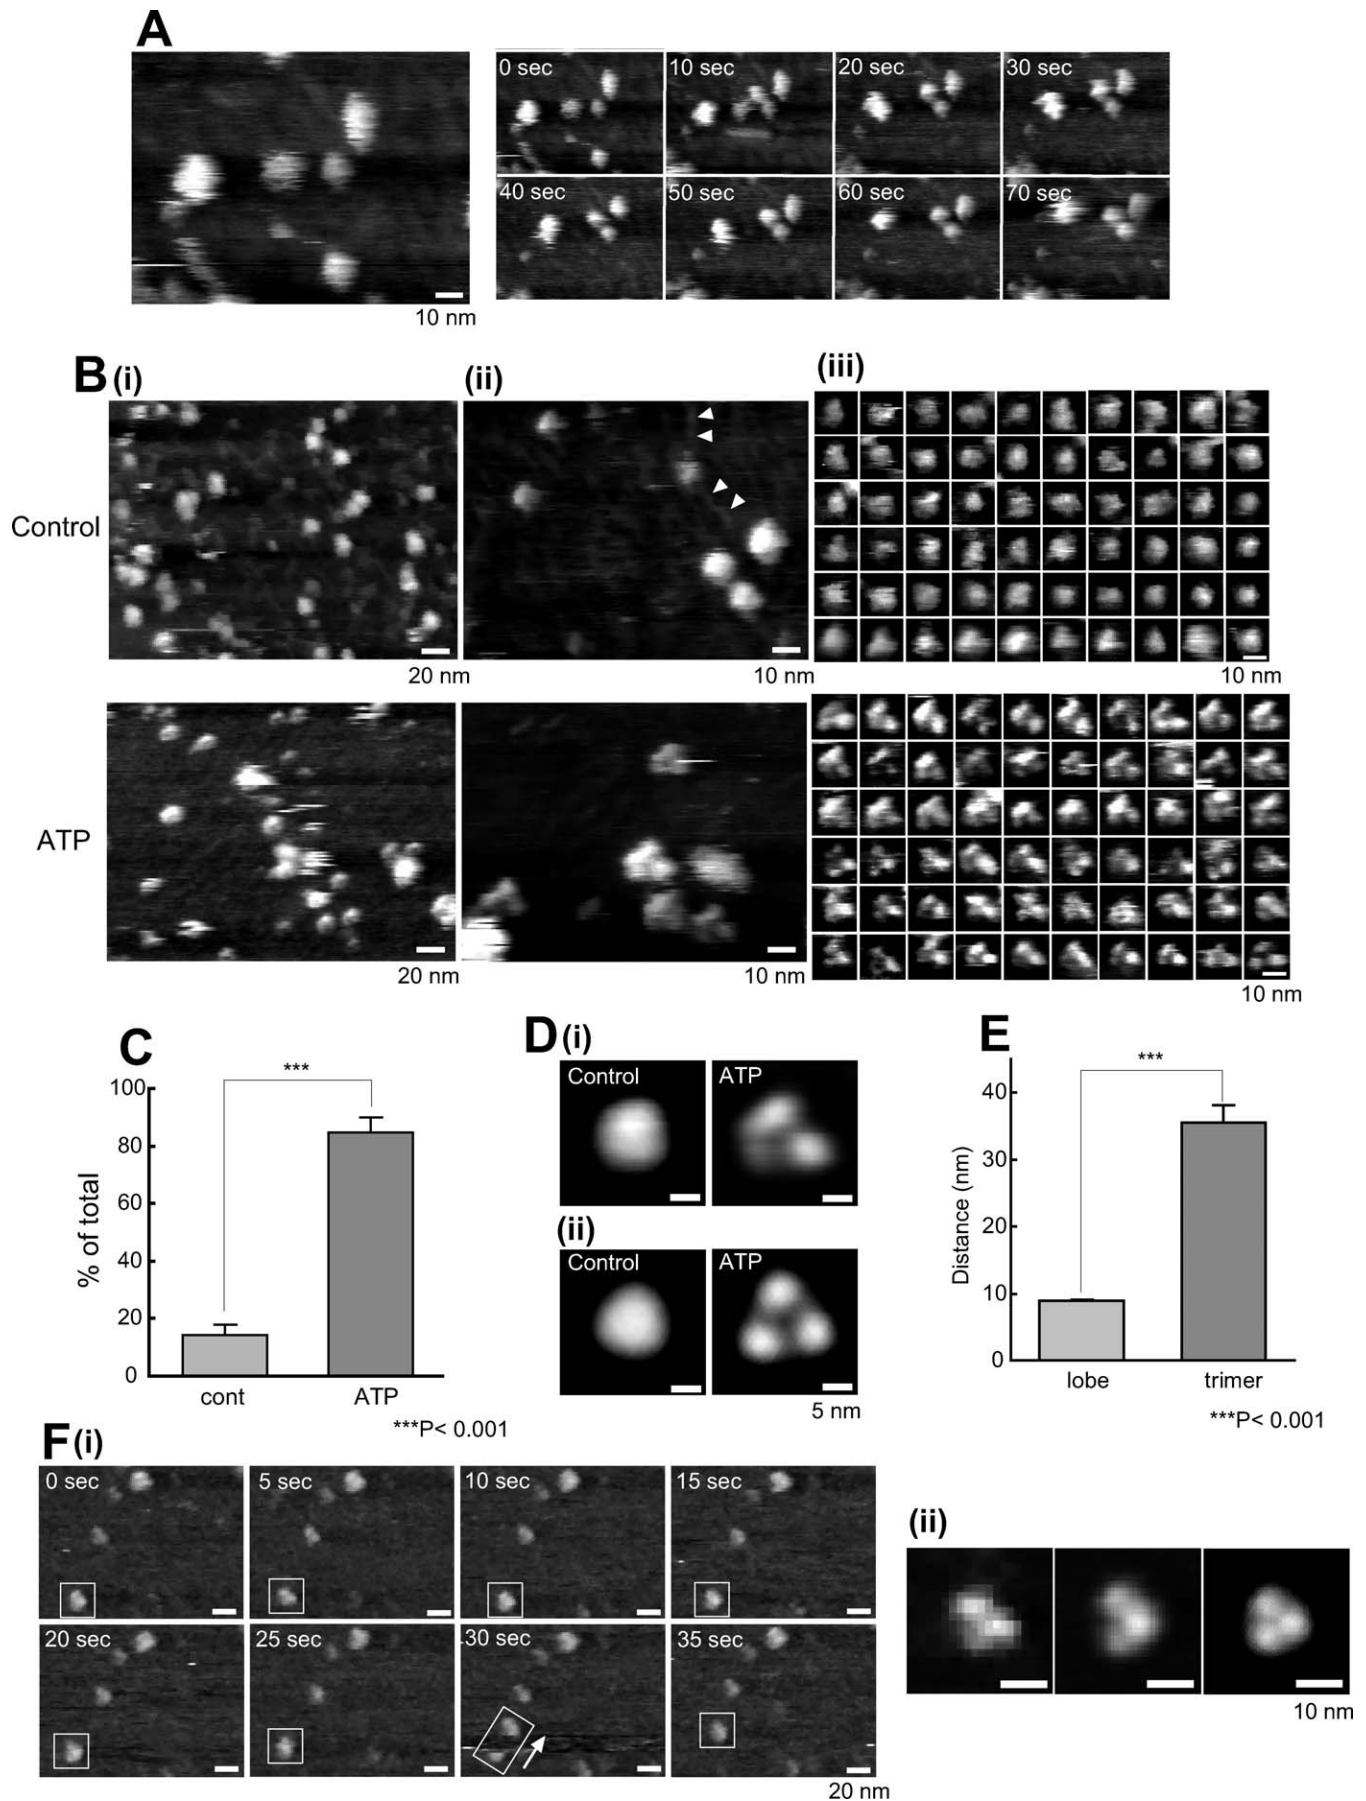 A
0 sec
10 sec
20 sec
30 sec
40 sec
50 sec
60 sec
70 sec
10 nm
B (i)
(ii)
(iii)
Control
20 nm
10 nm
10 nm
ATP
20 nm
10 nm
10 nm
C
***
100
80
60
40
20
0
% of total
cont
ATP
***P< 0.001
D (i)
Control
ATP
(ii)
Control
ATP
5 nm
E
***
40
30
20
10
0
Distance (nm)
lobe
trimer
***P< 0.001
F (i)
0 sec
5 sec
10 sec
15 sec
20 sec
25 sec
30 sec
35 sec
20 nm
(ii)
10 nm